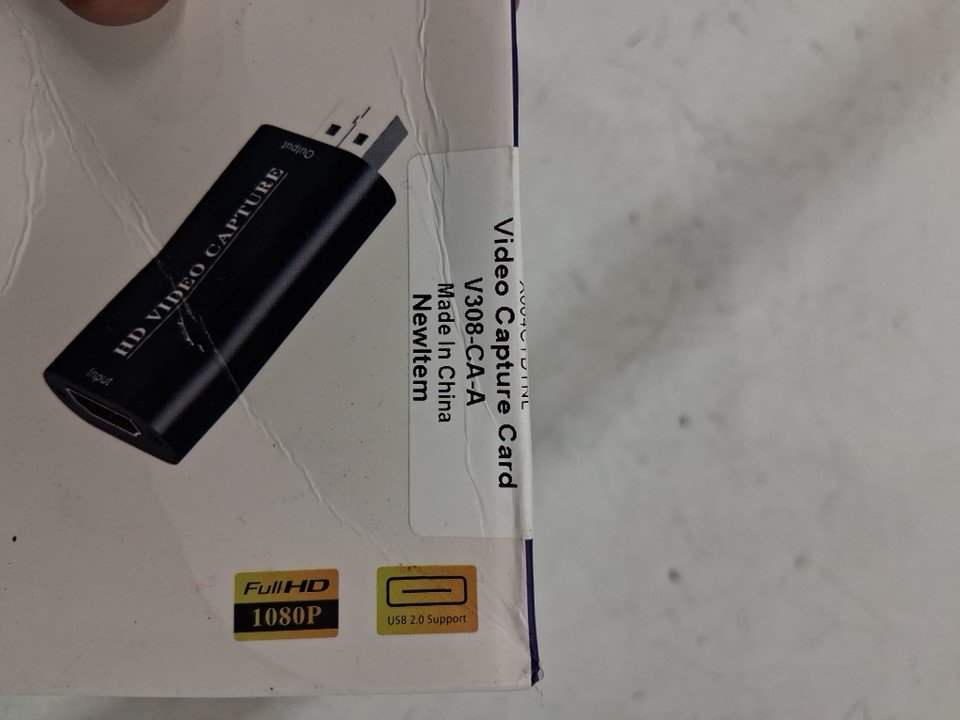 Output
HD VIDEO CAPTURE
Input
Video Capture Card
V308-CA-A
Made In China
NewItem
Full HD
1080P
USB 2.0 Support